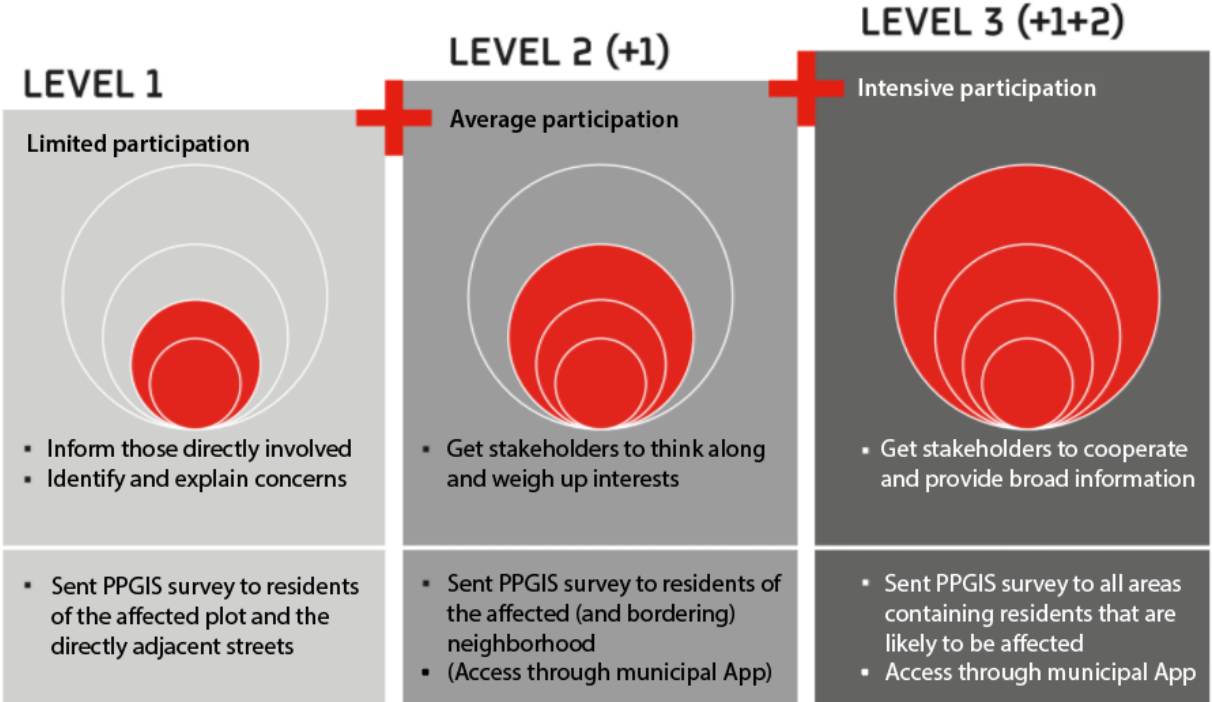 LEVEL 1
Limited participation
▪ Inform those directly involved
▪ Identify and explain concerns
▪ Sent PPGIS survey to residents
of the affected plot and the
directly adjacent streets
LEVEL 2 (+1)
Average participation
▪ Get stakeholders to think along
and weigh up interests
▪ Sent PPGIS survey to residents of
the affected (and bordering)
neighborhood
▪ (Access through municipal App)
LEVEL 3 (+1+2)
Intensive participation
▪ Get stakeholders to cooperate
and provide broad information
▪ Sent PPGIS survey to all areas
containing residents that are
likely to be affected
▪ Access through municipal App